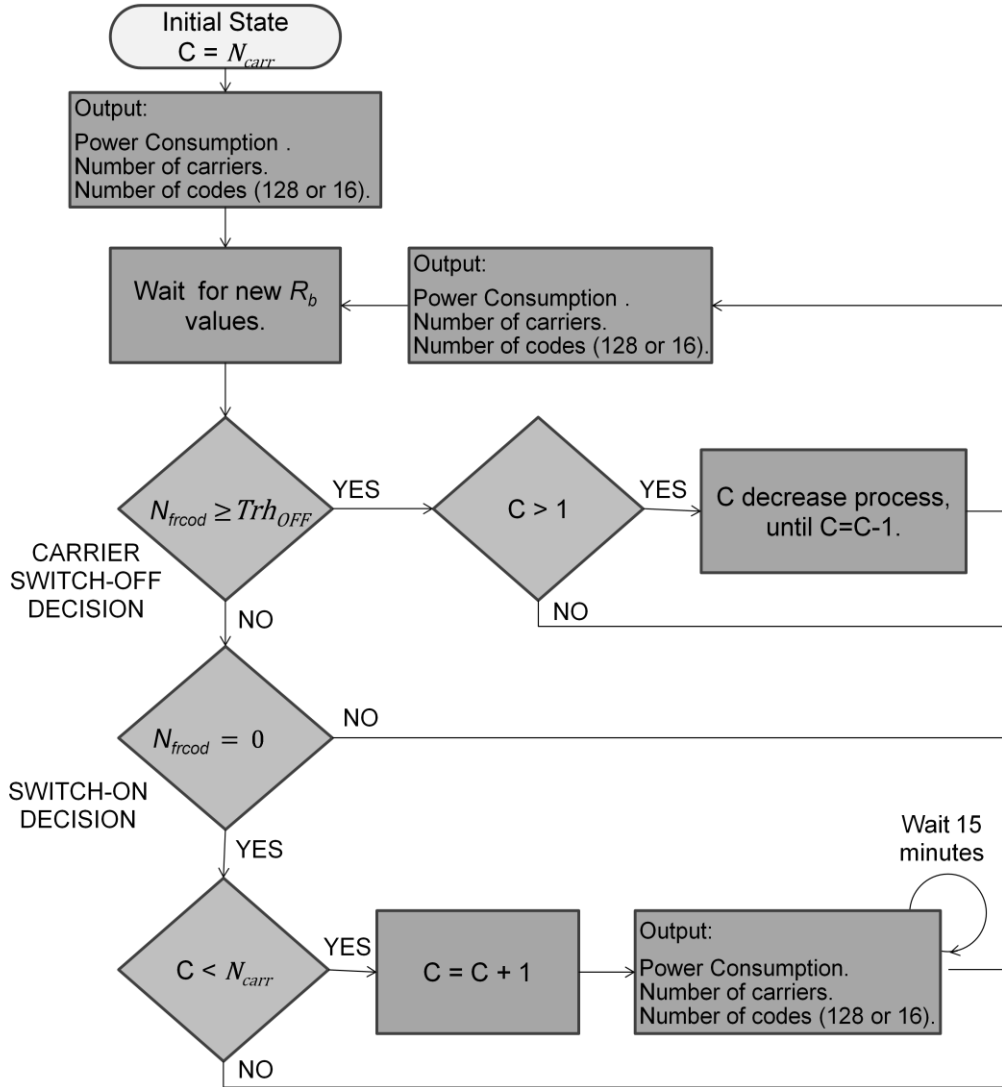 Initial State
C = N_carr
Output:
Power Consumption .
Number of carriers.
Number of codes (128 or 16).
Wait for new R_b
values.
Output:
Power Consumption .
Number of carriers.
Number of codes (128 or 16).
N_frcod ≥ Trh_OFF
YES
C > 1
YES
C decrease process,
until C=C-1.
CARRIER
SWITCH-OFF
DECISION
NO
NO
N_frcod = 0
NO
SWITCH-ON
DECISION
YES
Wait 15
minutes
C < N_carr
YES
C = C + 1
Output:
Power Consumption.
Number of carriers.
Number of codes (128 or 16).
NO